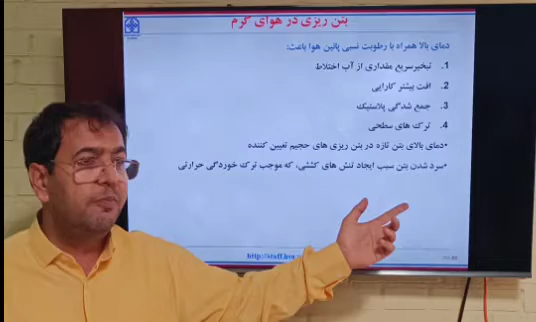 بتن ریزی در هوای گرم
دمای بالا همراه با رطوبت نسبی پائین هوا باعث:
1. تبخیرسریع مقداری از آب اختلاط
2. افت بیشتر کارایی
3. جمع شدگی پلاستیک
4. ترک های سطحی
•دمای بالای بتن تازه در بتن ریزی های حجیم تعیین کننده
•سرد شدن بتن سبب ایجاد تنش های کششی، که موجب ترک خوردگی حرارتی